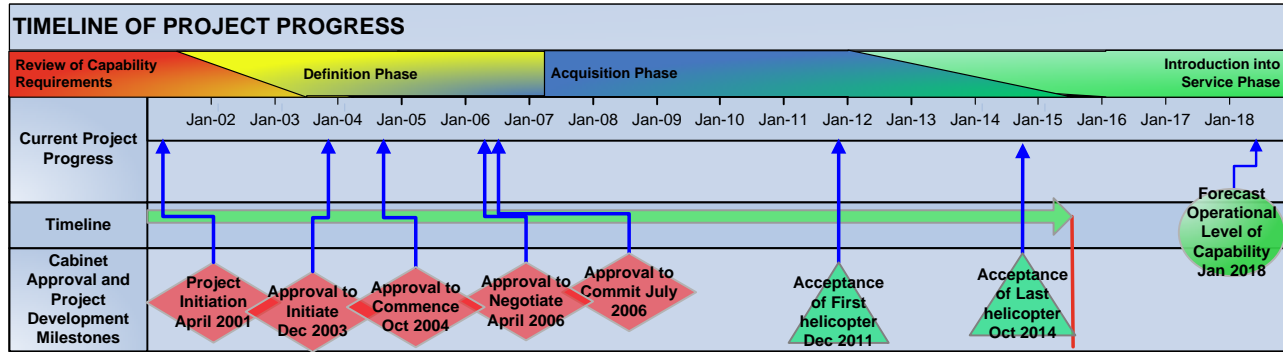 TIMELINE OF PROJECT PROGRESS
Review of Capability
Requirements
Definition Phase
Acquisition Phase
Introduction into
Service Phase
Current Project
Progress
Jan-02 Jan-03 Jan-04 Jan-05 Jan-06 Jan-07 Jan-08 Jan-09 Jan-10 Jan-11 Jan-12 Jan-13 Jan-14 Jan-15 Jan-16 Jan-17 Jan-18
Timeline
Forecast
Operational
Level of
Capability
Jan 2018
Cabinet
Approval and
Project
Development
Milestones
Project
Initiation
April 2001
Approval to
Initiate
Dec 2003
Approval to
Commence
Oct 2004
Approval to
Negotiate
April 2006
Approval to
Commit July
2006
Acceptance
of First
helicopter
Dec 2011
Acceptance
of Last
helicopter
Oct 2014